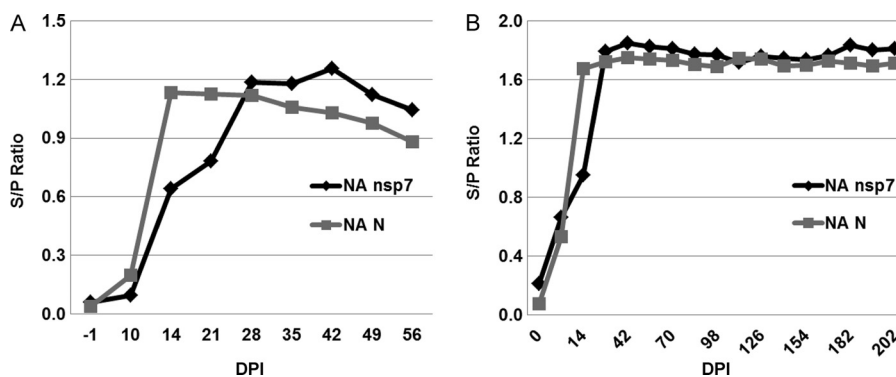 A
S/P Ratio
1.5
1.2
0.9
0.6
0.3
0.0
NA nsp7
NA N
-1 10 14 21 28 35 42 49 56
DPI
B
S/P Ratio
2.0
1.6
1.2
0.8
0.4
0.0
NA nsp7
NA N
0 14 42 70 98 126 154 182 202
DPI